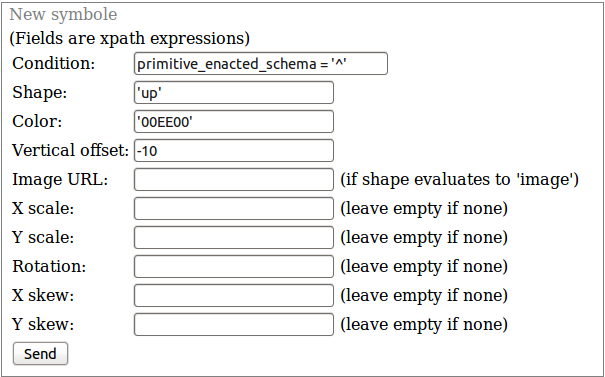 New symbole
(Fields are xpath expressions)
Condition: primitive_enacted_schema = '^'
Shape: 'up'
Color: '00EE00'
Vertical offset: -10
Image URL: (if shape evaluates to 'image')
X scale: (leave empty if none)
Y scale: (leave empty if none)
Rotation: (leave empty if none)
X skew: (leave empty if none)
Y skew: (leave empty if none)
Send